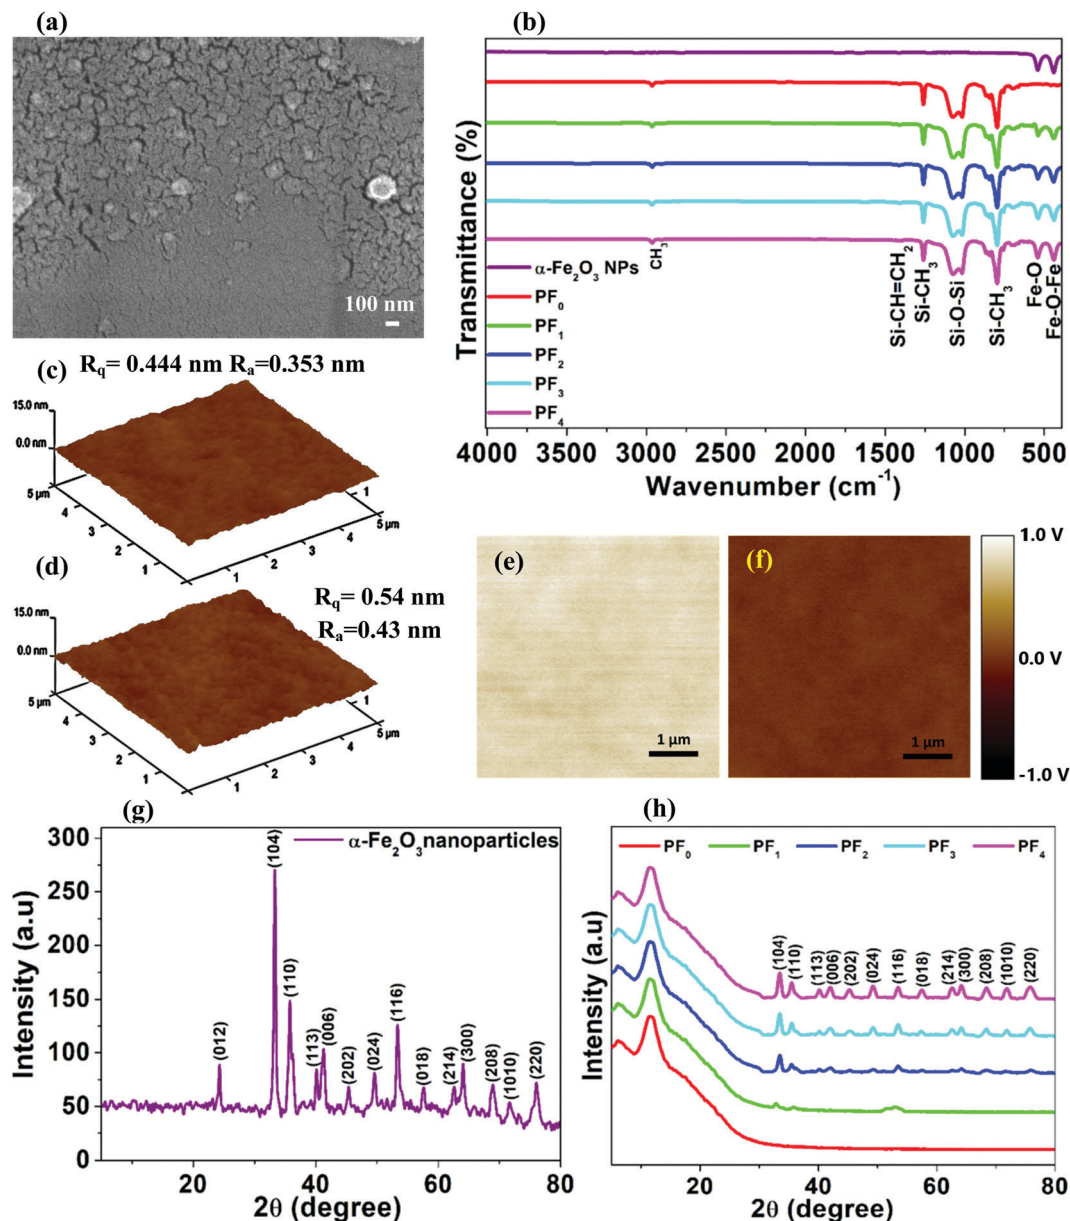 (a)
100 nm
(b)
Transmittance (%)
α-Fe₂O₃ NPs
PF₀
PF₁
PF₂
PF₃
PF₄
CH₃
Si-CH=CH₂
Si-CH₃
Si-O-Si
Si-CH₃
Fe-O
Fe-O-Fe
4000 3500 3000 2500 2000 1500 1000 500
Wavenumber (cm⁻¹)
(c)
R_q= 0.444 nm R_a=0.353 nm
15.0 nm
0.0 nm
5 µm
4
3
2
1
1
2
3
4
5 µm
1
(d)
R_q= 0.54 nm
R_a=0.43 nm
15.0 nm
0.0 nm
5 µm
4
3
2
1
1
2
3
4
5 µm
1
(e)
1 µm
(f)
1 µm
1.0 V
0.0 V
-1.0 V
(g)
α-Fe₂O₃nanoparticles
Intensity (a.u)
300
250
200
150
100
50
0
(012)
(104)
(110)
(113)
(006)
(202)
(024)
(116)
(018)
(214)
(300)
(208)
(1010)
(220)
20 40 60 80
2θ (degree)
(h)
PF₀ PF₁ PF₂ PF₃ PF₄
Intensity (a.u)
(104)
(110)
(113)
(006)
(202)
(024)
(116)
(018)
(214)
(300)
(208)
(1010)
(220)
20 40 60 80
2θ (degree)